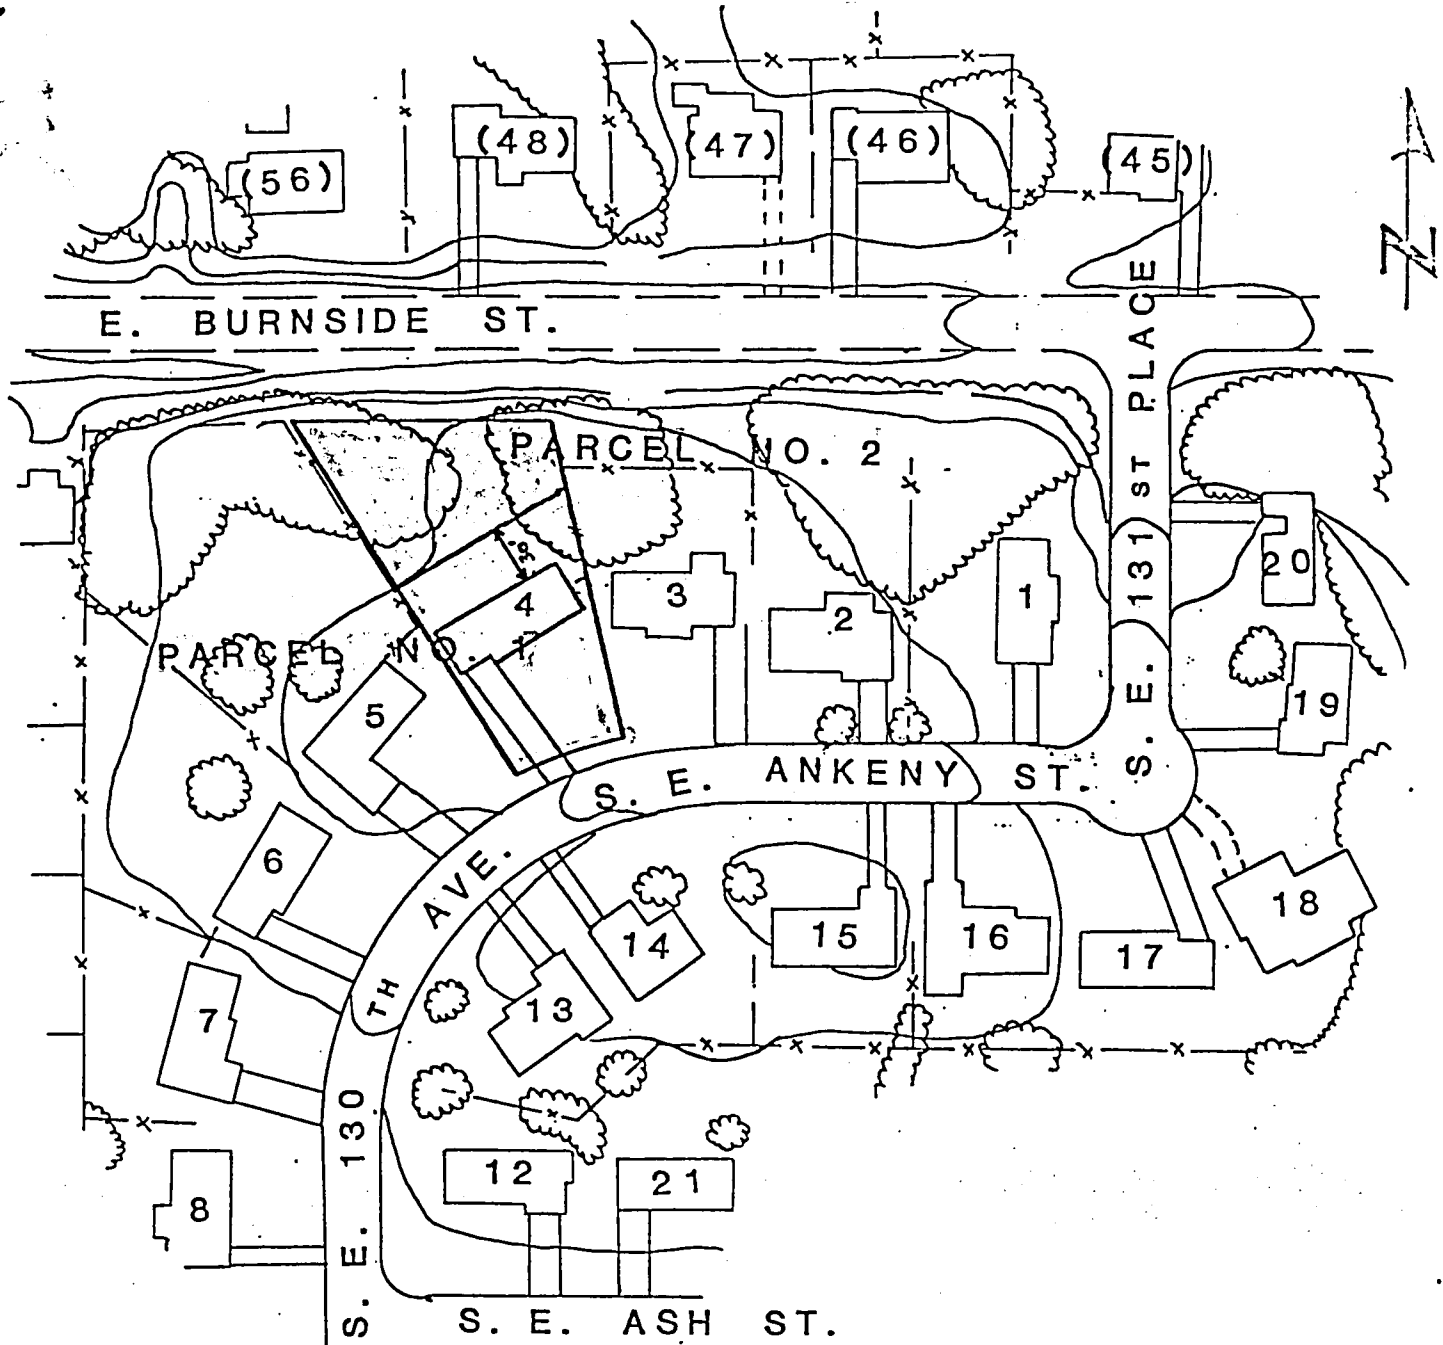 (56)
(48)
(47)
(46)
(45)
N
E. BURNSIDE ST.
S. E. 131 ST PLACE
PARCEL NO. 2
PARCEL NO. 1
4
3
2
1
20
19
5
S. E. ANKENY ST.
6
S. E. 130 TH AVE.
18
14
15
16
17
13
7
12
21
8
S. E. ASH ST.